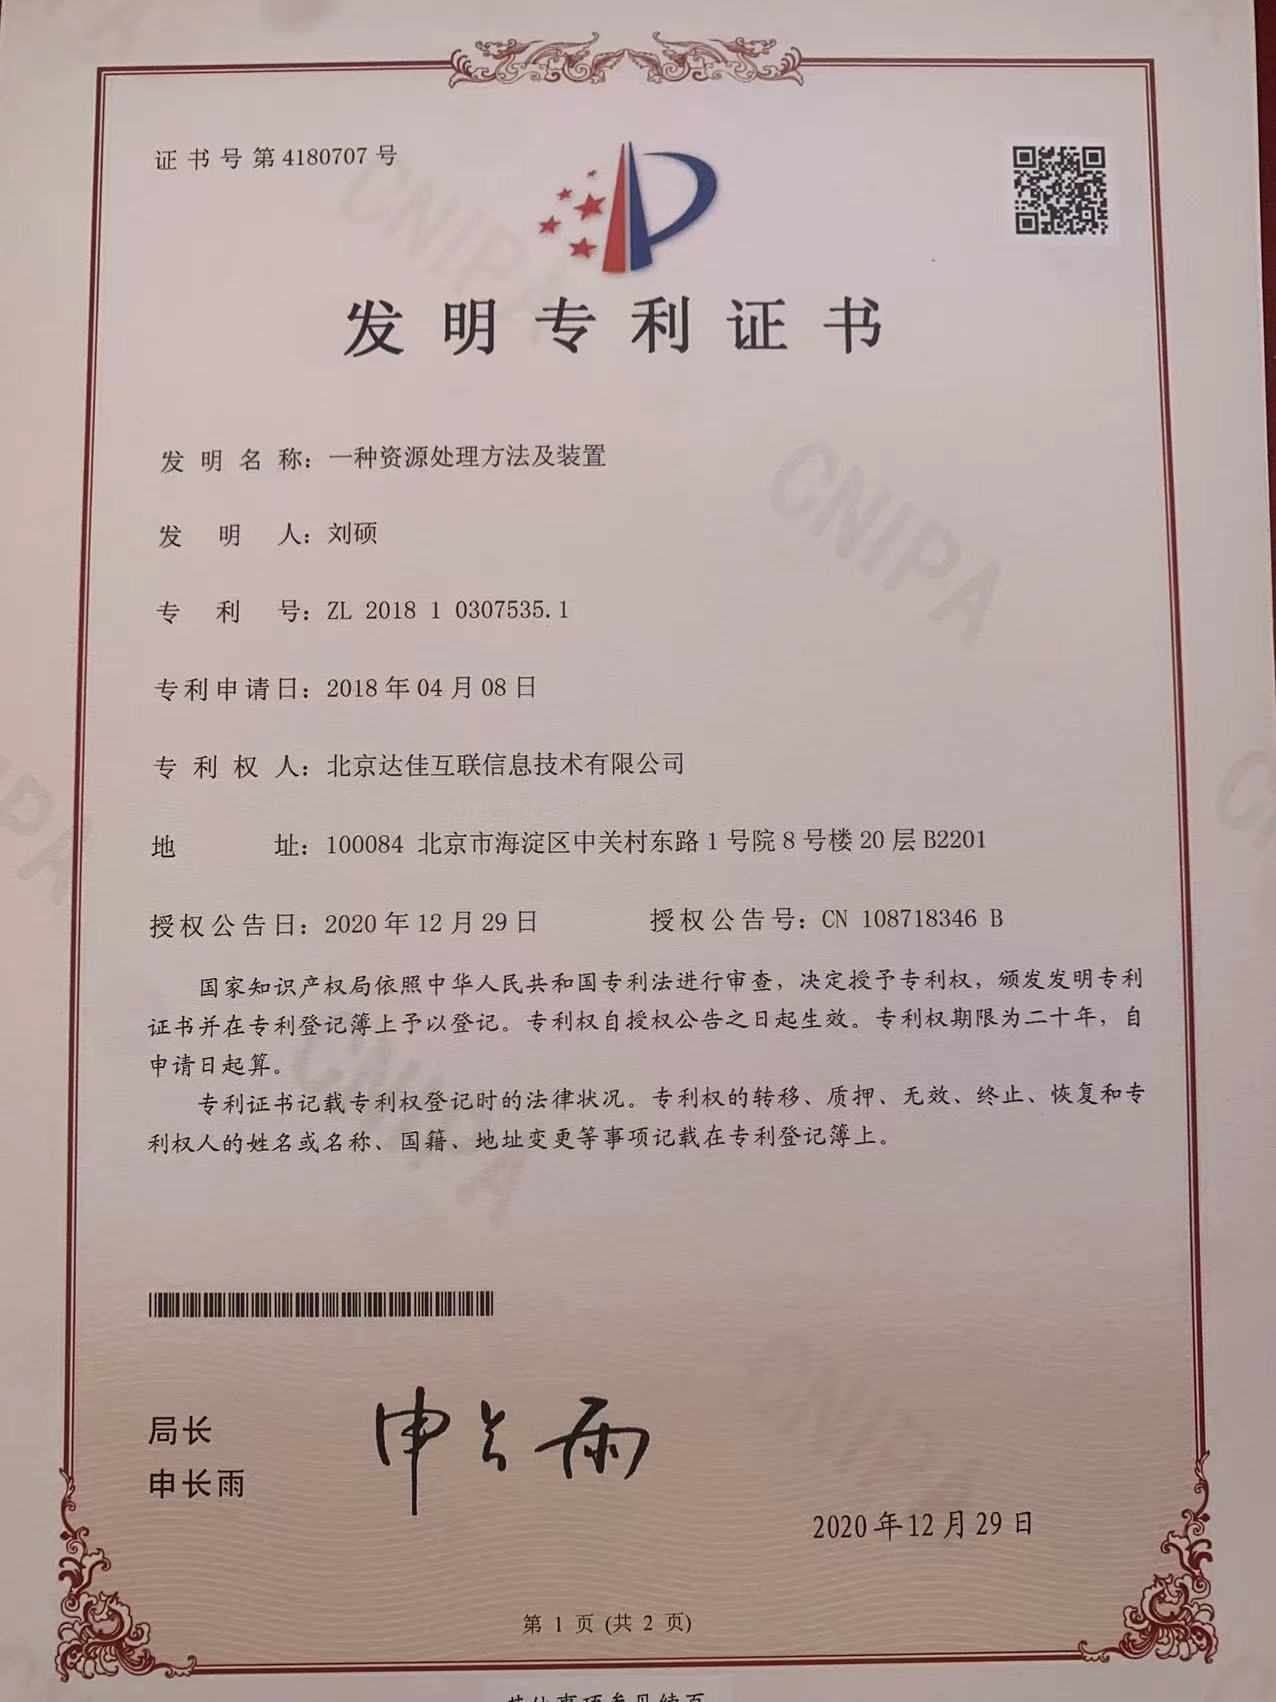 证书号第4180707号
发明专利证书
发明名称：一种资源处理方法及装置
发明人：刘硕
专利号：ZL 2018 1 0307535.1
专利申请日：2018年04月08日
专利权人：北京达佳互联信息技术有限公司
地址：100084 北京市海淀区中关村东路1号院8号楼20层B2201
授权公告日：2020年12月29日 授权公告号：CN 108718346 B
国家知识产权局依照中华人民共和国专利法进行审查，决定授予专利权，颁发发明专利
证书并在专利登记簿上予以登记。专利权自授权公告之日起生效。专利权期限为二十年，自
申请日起算。
专利证书记载专利权登记时的法律状况。专利权的转移、质押、无效、终止、恢复和专
利权人的姓名或名称、国籍、地址变更等事项记载在专利登记簿上。
局长
申长雨
申长雨
2020年12月29日
第 1 页 (共 2 页)
其他事项参见续页
CNIPA
CNIPA
CNIPA
CNIPA